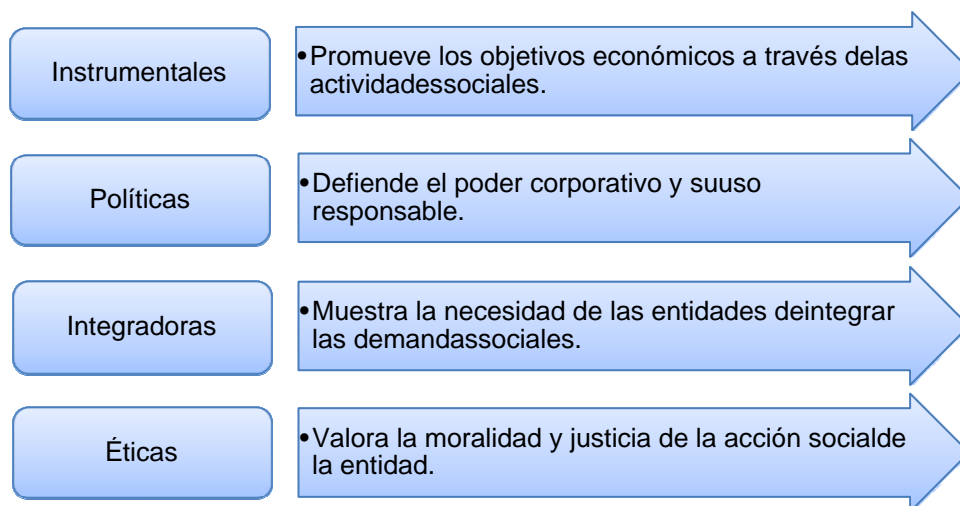 Instrumentales
•Promueve los objetivos económicos a través delas
actividadessociales.
Políticas
•Defiende el poder corporativo y suuso
responsable.
Integradoras
•Muestra la necesidad de las entidades deintegrar
las demandassociales.
Éticas
•Valora la moralidad y justicia de la acción socialde
la entidad.